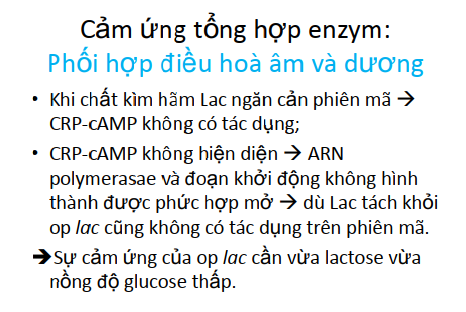 Cảm ứng tổng hợp enzym:
Phối hợp điều hoà âm và dương
• Khi chất kìm hãm Lac ngăn cản phiên mã →
CRP-cAMP không có tác dụng;
• CRP-cAMP không hiện diện → ARN
polymerasae và đoạn khởi động không hình
thành được phức hợp mở → dù Lac tách khỏi
op lac cũng không có tác dụng trên phiên mã.
➔Sự cảm ứng của op lac cần vừa lactose vừa
nồng độ glucose thấp.